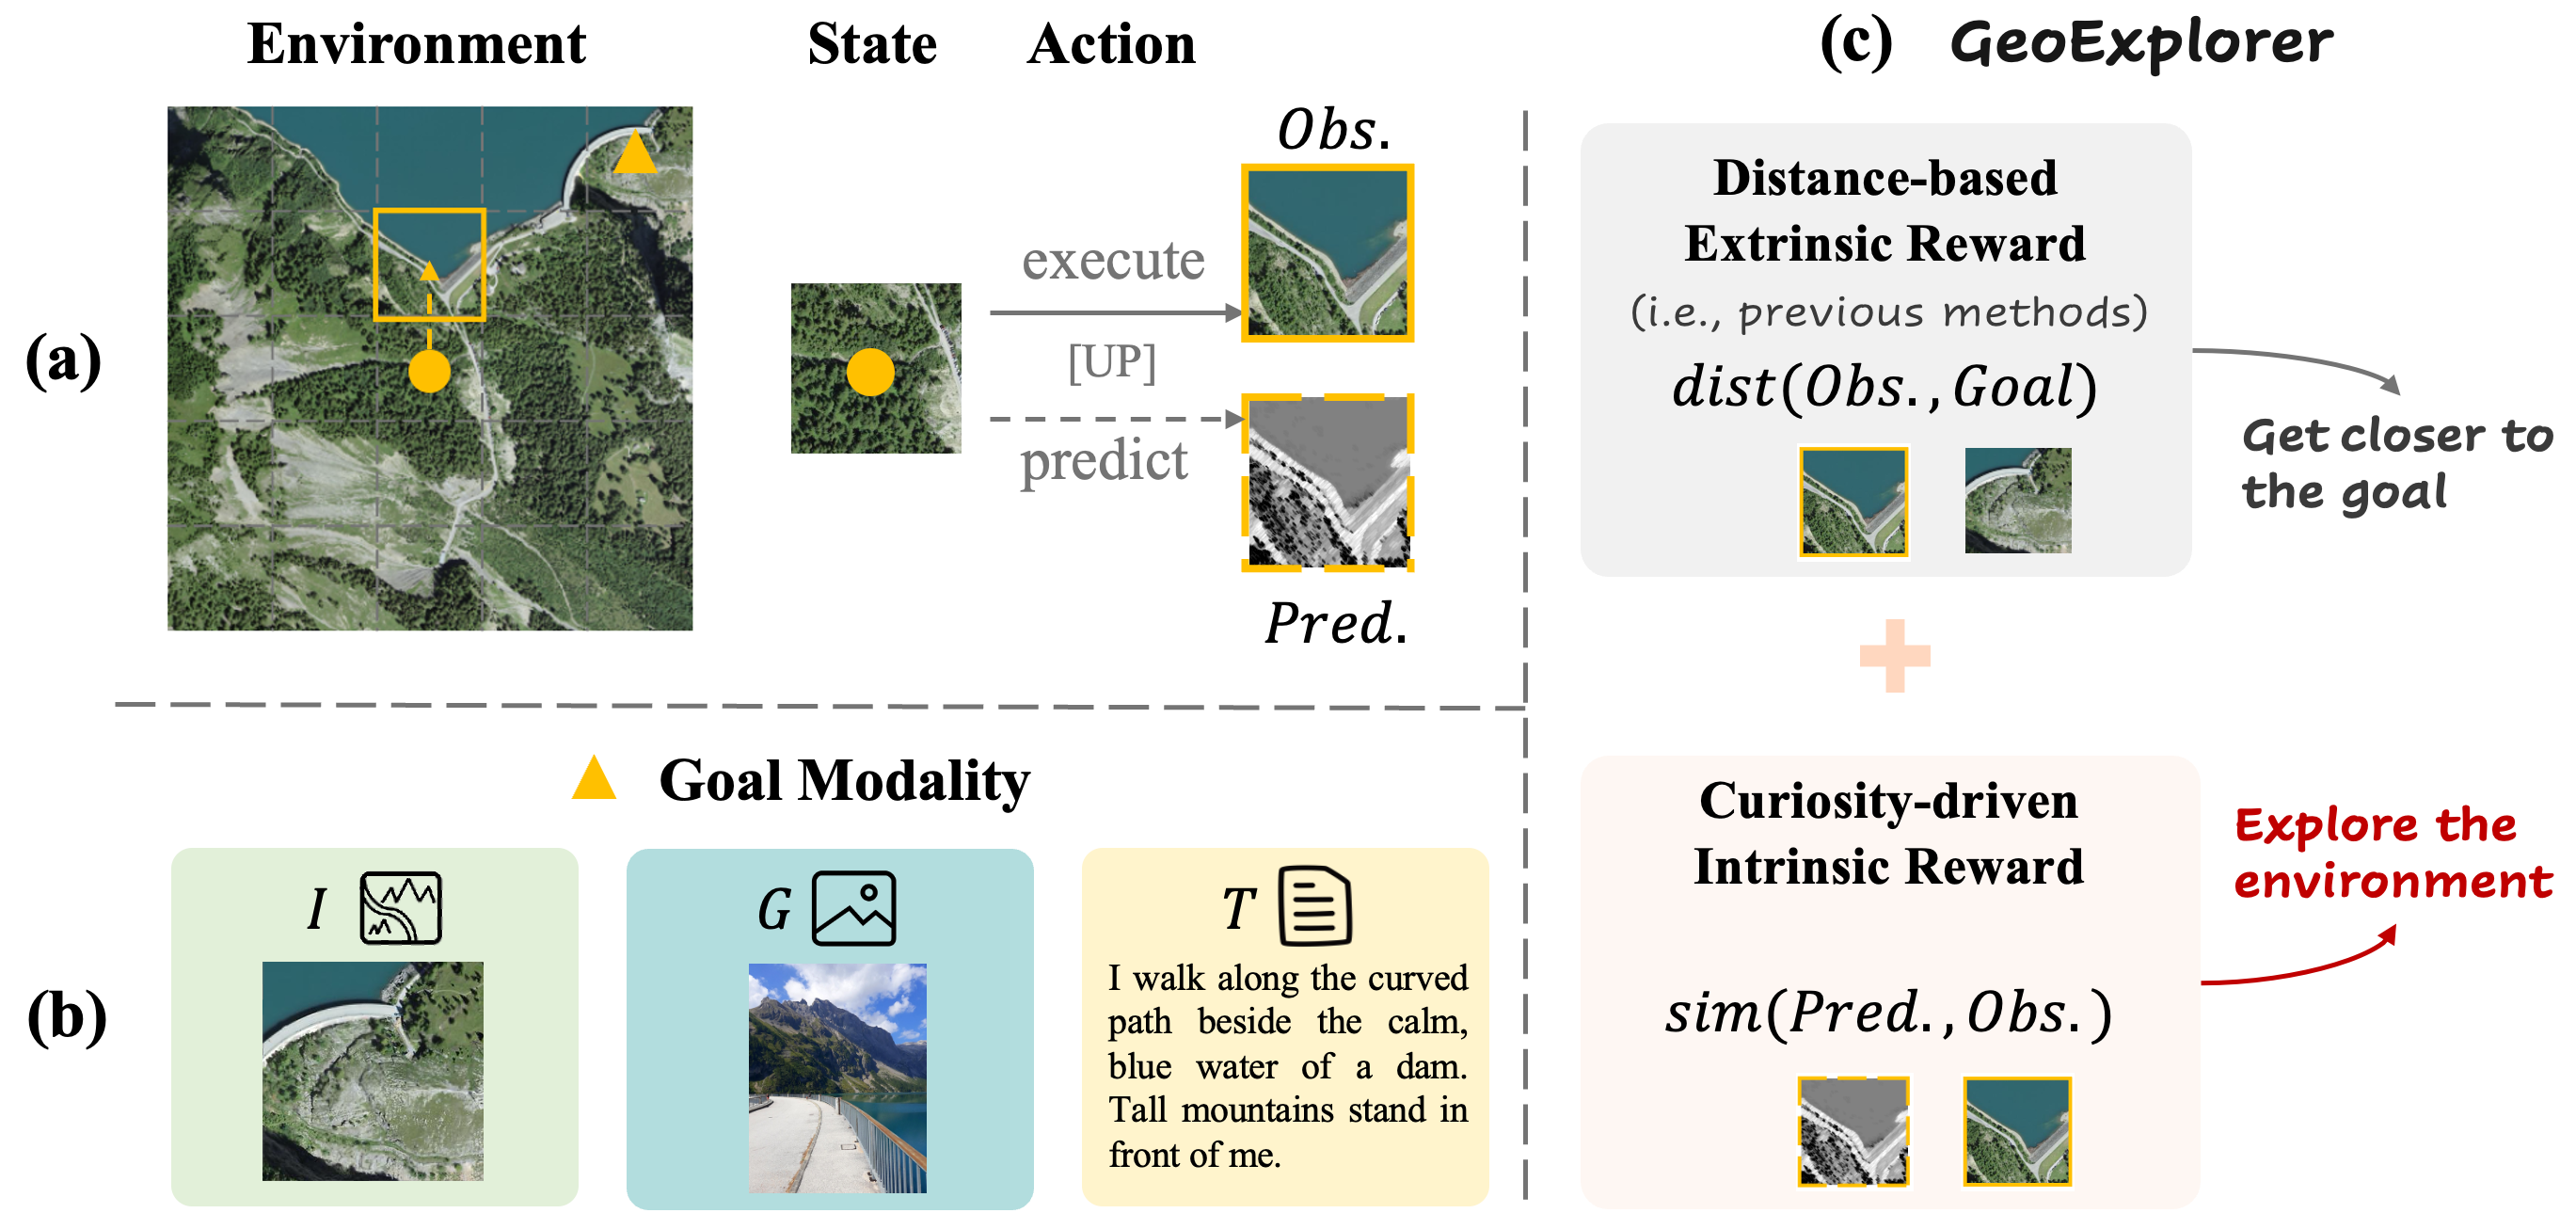 Environment
State
Action
(a)
Obs.
execute
[UP]
predict
Pred.
Goal Modality
(b)
I
G
T
I walk along the curved
path beside the calm,
blue water of a dam.
Tall mountains stand in
front of me.
(c) GeoExplorer
Distance-based
Extrinsic Reward
(i.e., previous methods)
dist(Obs.,Goal)
Get closer to
the goal
Curiosity-driven
Intrinsic Reward
sim(Pred.,Obs.)
Explore the
environment